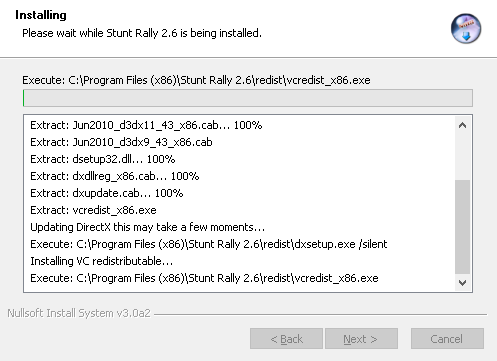 Installing
Please wait while Stunt Rally 2.6 is being installed.
Execute: C:\Program Files (x86)\Stunt Rally 2.6\redist\vcredist_x86.exe
Extract: Jun2010_d3dx11_43_x86.cab... 100%
Extract: Jun2010_d3dx9_43_x86.cab
Extract: dsetup32.dll... 100%
Extract: dxdllreg_x86.cab... 100%
Extract: dxupdate.cab... 100%
Extract: vcredist_x86.exe
Updating DirectX this may take a few moments...
Execute: C:\Program Files (x86)\Stunt Rally 2.6\redist\dxsetup.exe /silent
Installing VC redistributable...
Execute: C:\Program Files (x86)\Stunt Rally 2.6\redist\vcredist_x86.exe
Nullsoft Install System v3.0a2
< Back Next > Cancel